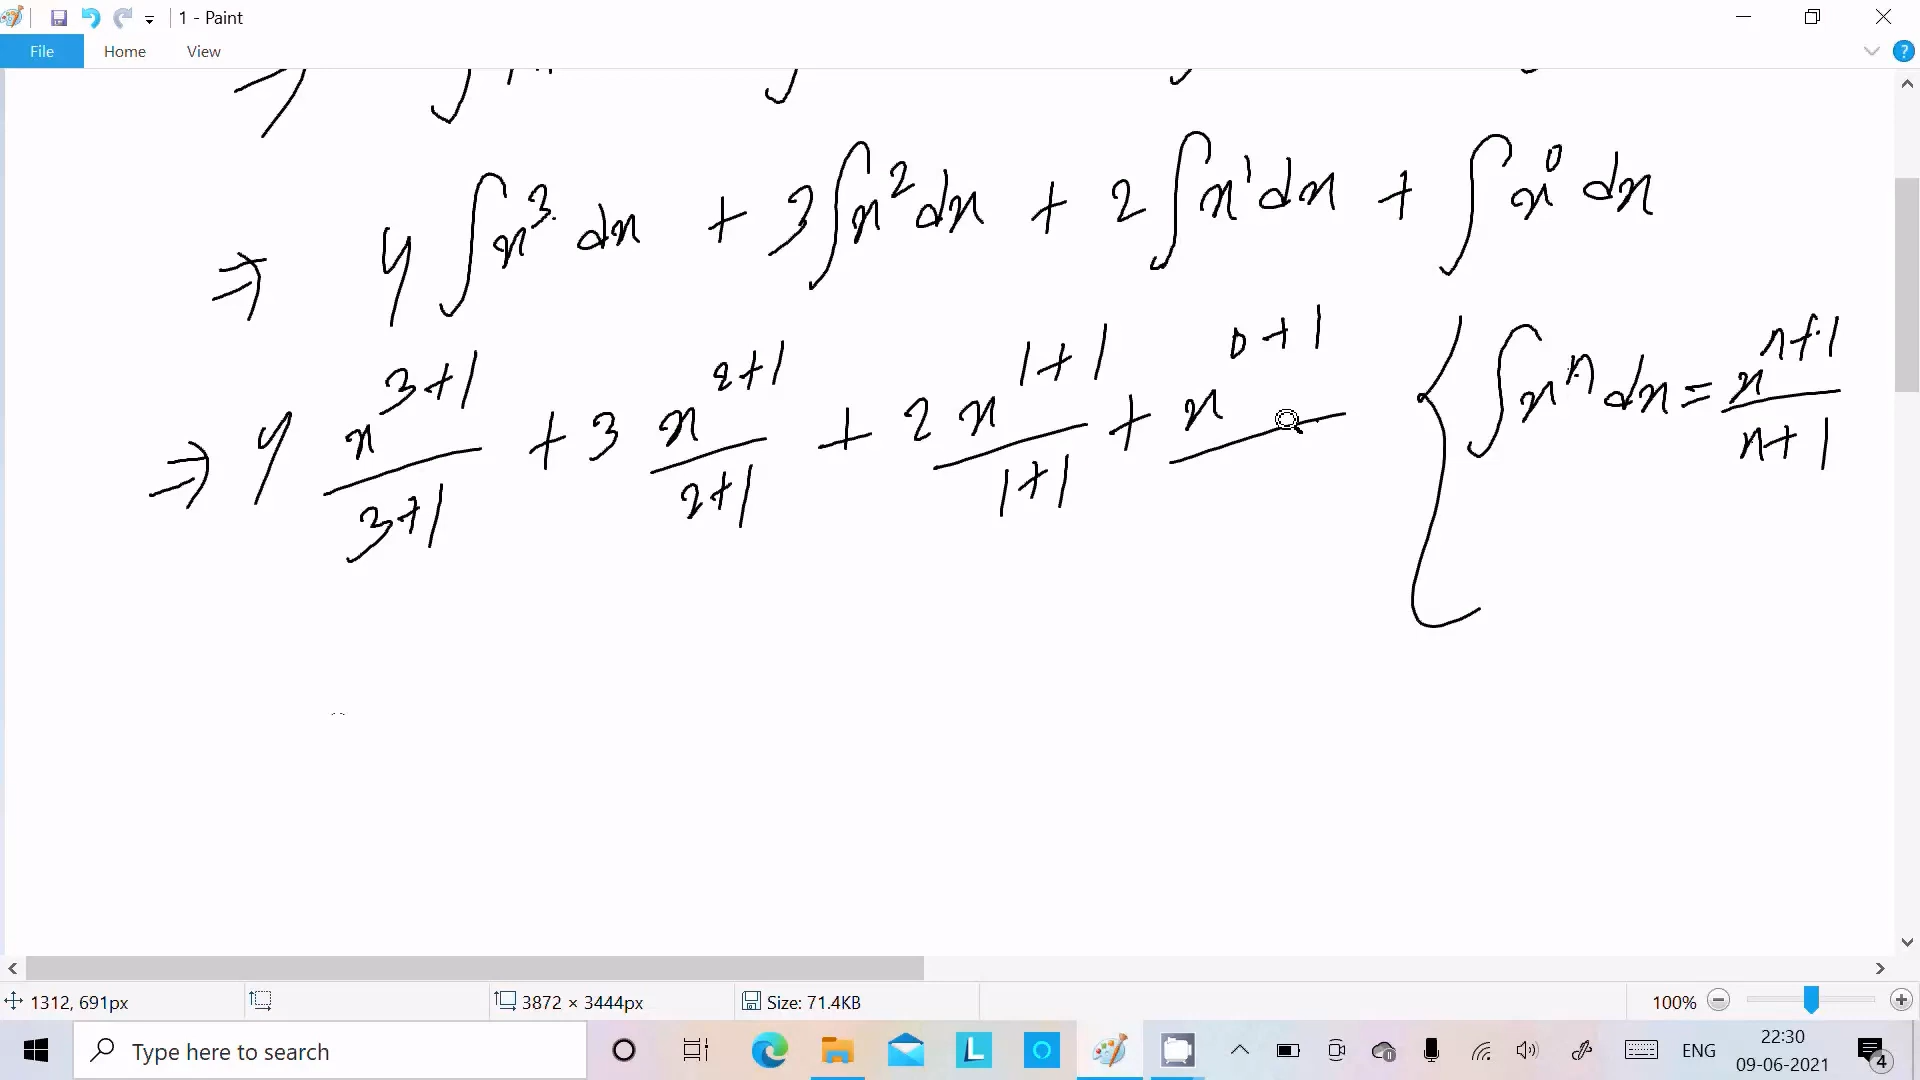 1 - Paint
File Home View
⇒ 4∫x³ dx + 3∫x² dx + 2∫x¹ dx + ∫x⁰ dx
⇒ 4 x^(3+1)/(3+1) + 3 x^(2+1)/(2+1) + 2 x^(1+1)/(1+1) + x^(0+1)/ { ∫xⁿ dx = x^(n+1)/(n+1)
1312, 691px 3872 × 3444px Size: 71.4KB 100%
Type here to search ENG 22:30
09-06-2021 4